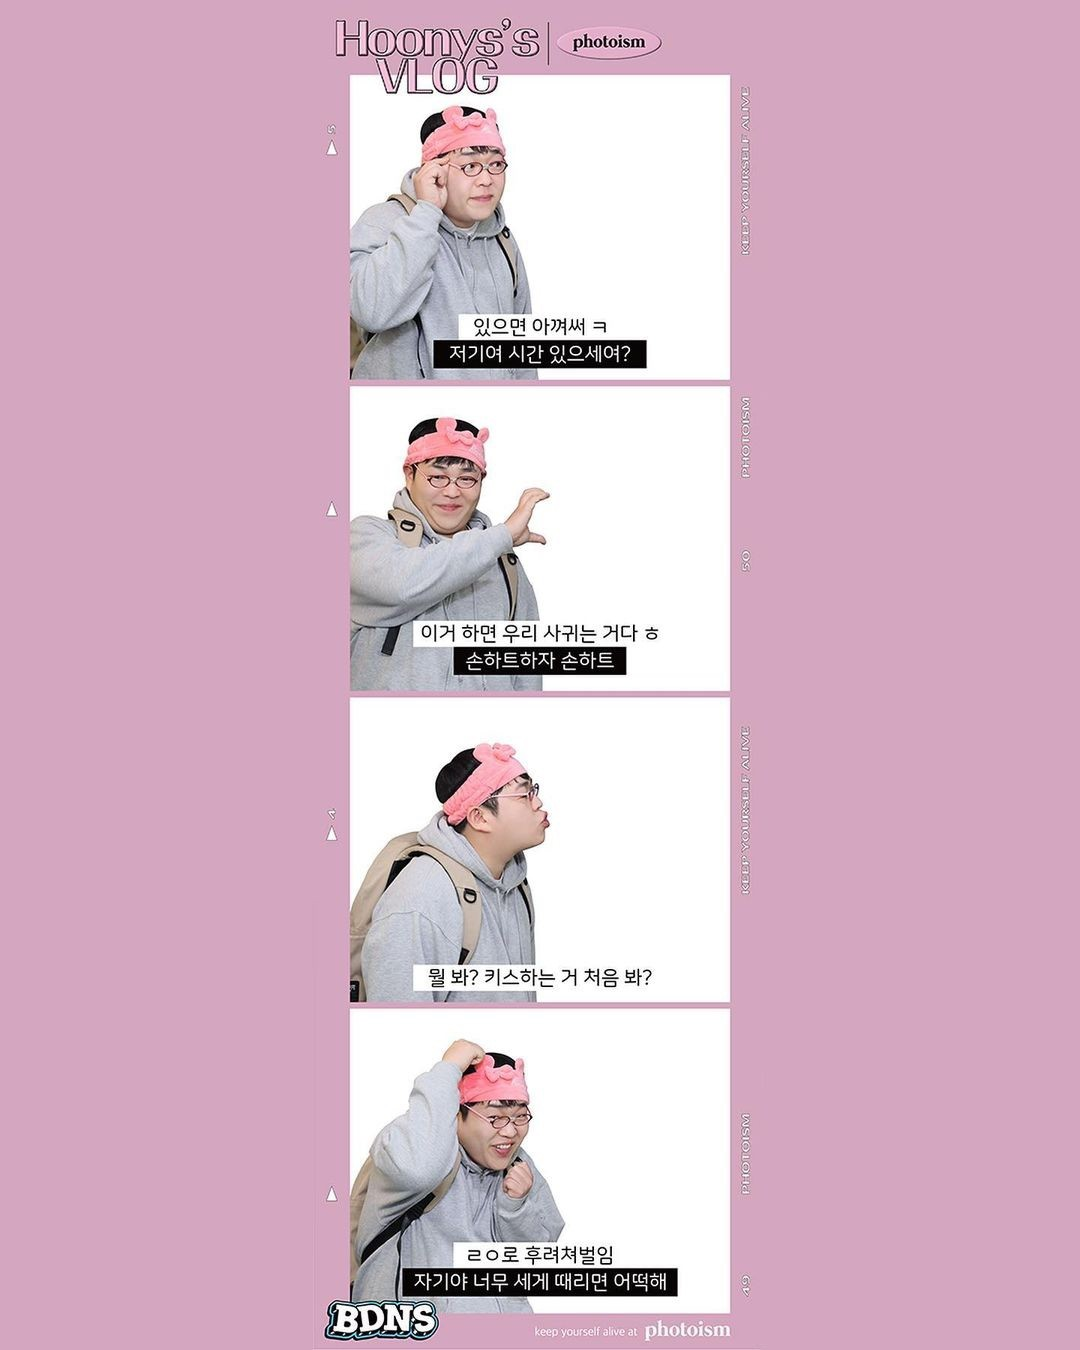 Hoonys's
VLOG
photoism
5
KEEP YOURSELF ALIVE
있으면 아껴써 ㅋ
저기여 시간 있으세여?
PHOTOISM
50
이거 하면 우리 사귀는 거다 ㅎ
손하트하자 손하트
4
KEEP YOURSELF ALIVE
뭘 봐? 키스하는 거 처음 봐?
PHOTOISM
49
ㄹㅇ로 후려쳐벌임
자기야 너무 세게 때리면 어떡해
BDNS
keep yourself alive at photoism